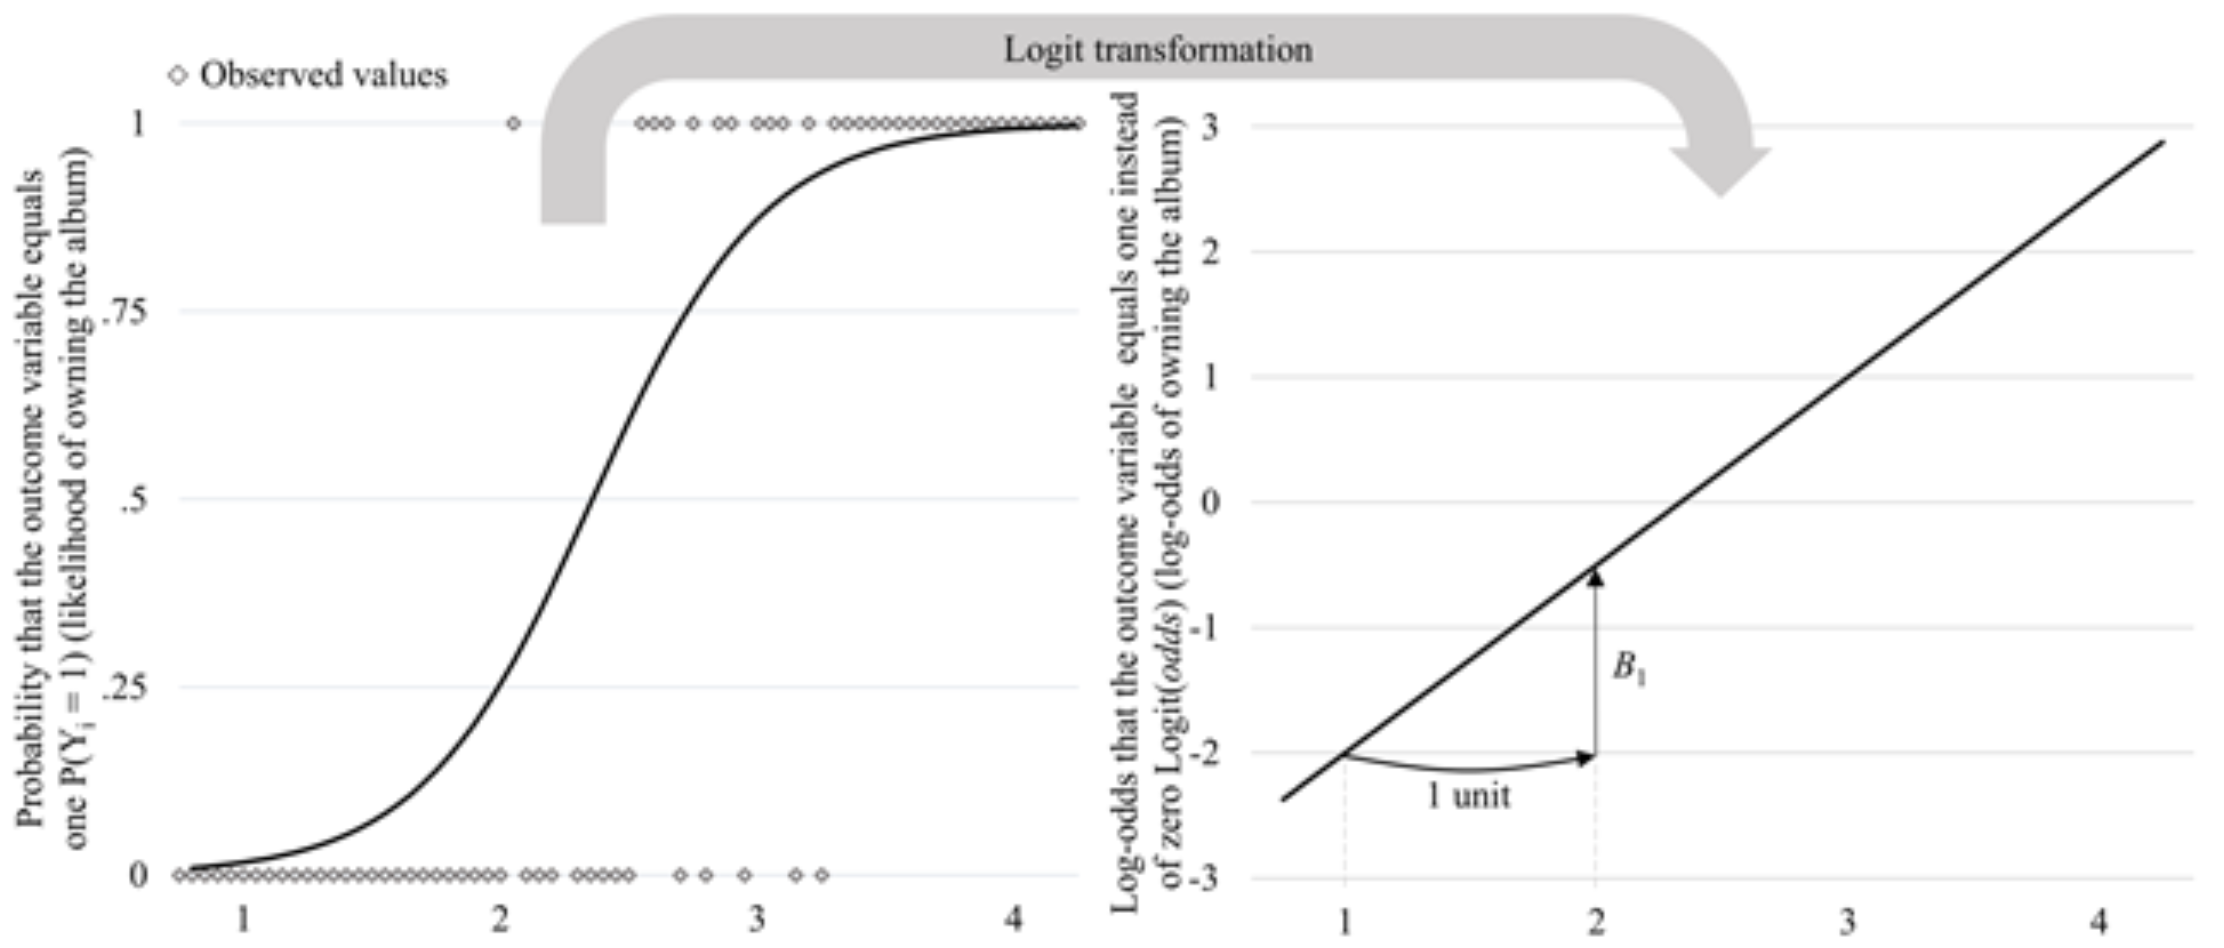 Logit transformation
◇ Observed values
Probability that the outcome variable equals
one P(Yi = 1) (likelihood of owning the album)
1
.75
.5
.25
0
1 2 3 4
Log-odds that the outcome variable equals one instead
of zero Logit(odds) (log-odds of owning the album)
3
2
1
0
-1
-2
-3
B1
1 unit
1 2 3 4